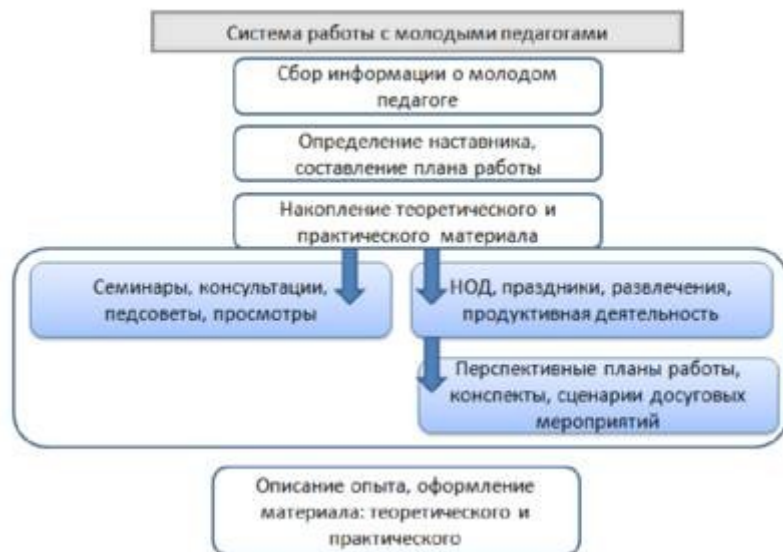 Система работы с молодыми педагогами
Сбор информации о молодом
педагоге
Определение наставника,
составление плана работы
Накопление теоретического и
практического материала
Семинары, консультации,
педсоветы, просмотры
НОД, праздники, развлечения,
продуктивная деятельность
Перспективные планы работы,
конспекты, сценарии досуговых
мероприятий
Описание опыта, оформление
материала: теоретического и
практического